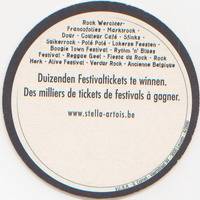 Rock Werchter-
Francofolies - Marktrock -
Dour - Couleur Café - Sfinks -
Suikerrock - Polé Polé - Lokerse Feesten -
Boogie Town Festival - Rythm 'n' Blues
Festival - Reggae Geel - Fiesta du Rock - Rock
Herk - Alive Festival - Verdur Rock - Ancienne Belgique
Duizenden Festivaltickets te winnen.
Des milliers de tickets de festivals à gagner.
www.stella-artois.be